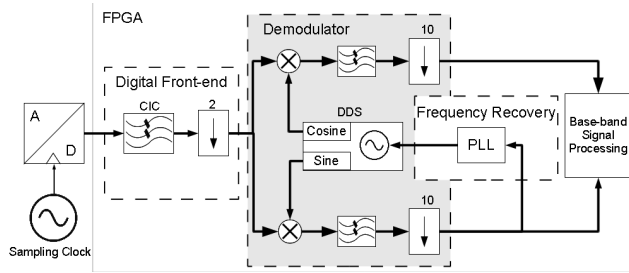 FPGA
Demodulator
10
Digital Front-end
CIC
2
A
D
DDS
Cosine
Sine
Frequency Recovery
PLL
Base-band
Signal
Processing
10
Sampling Clock